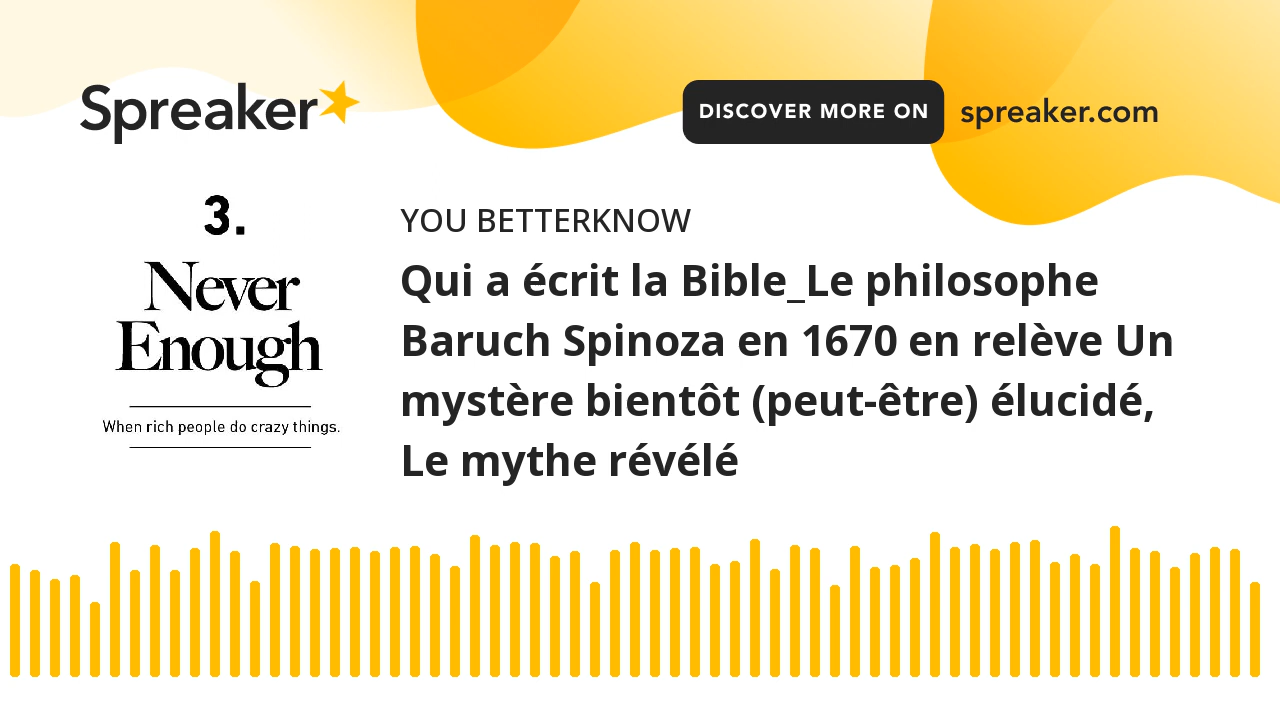 Spreaker
DISCOVER MORE ON spreaker.com
3.
Never
Enough
When rich people do crazy things.
YOU BETTERKNOW
Qui a écrit la Bible_Le philosophe
Baruch Spinoza en 1670 en relève Un
mystère bientôt (peut-être) élucidé,
Le mythe révélé